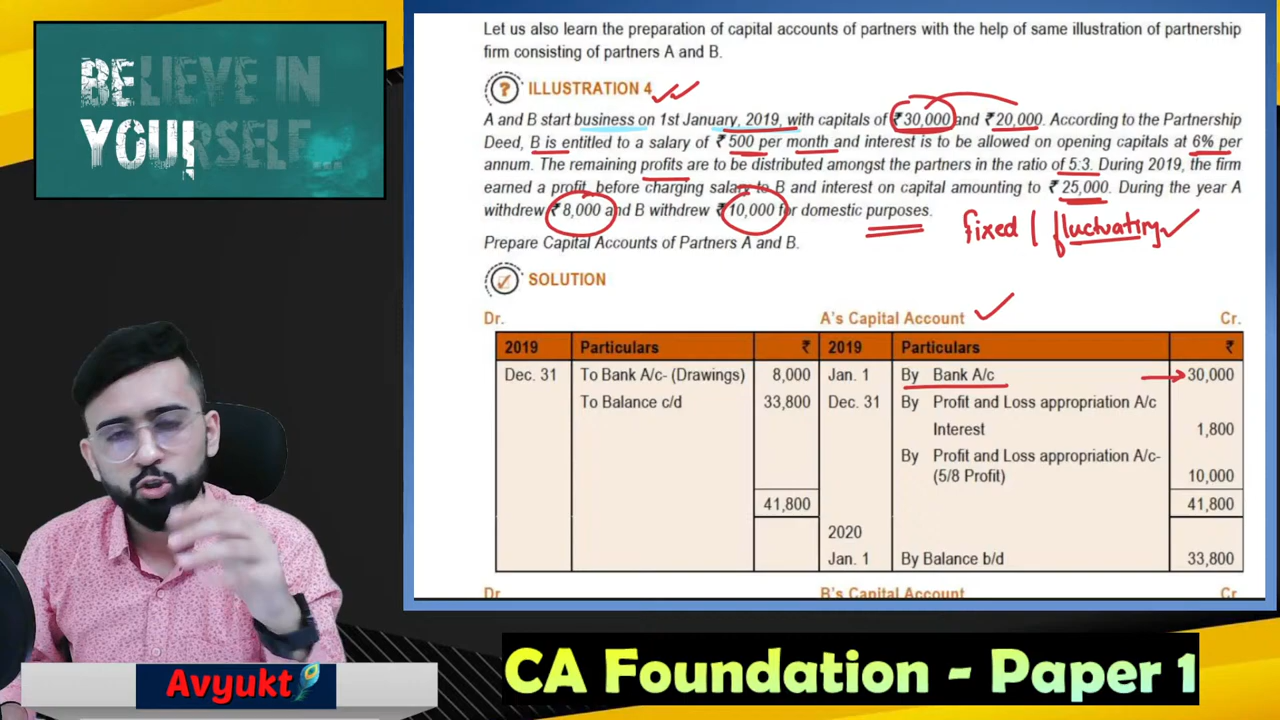 BELIEVE IN
YOURSELF...
Let us also learn the preparation of capital accounts of partners with the help of same illustration of partnership
firm consisting of partners A and B.
? ILLUSTRATION 4
A and B start business on 1st January, 2019, with capitals of ₹ 30,000 and ₹ 20,000. According to the Partnership
Deed, B is entitled to a salary of ₹ 500 per month and interest is to be allowed on opening capitals at 6% per
annum. The remaining profits are to be distributed amongst the partners in the ratio of 5:3. During 2019, the firm
earned a profit, before charging salary to B and interest on capital amounting to ₹ 25,000. During the year A
withdrew ₹ 8,000 and B withdrew ₹ 10,000 for domestic purposes.
fixed | fluctuating
Prepare Capital Accounts of Partners A and B.
SOLUTION
Dr. A's Capital Account Cr.
2019 Particulars ₹ 2019 Particulars ₹
Dec. 31 To Bank A/c- (Drawings) 8,000 Jan. 1 By Bank A/c 30,000
To Balance c/d 33,800 Dec. 31 By Profit and Loss appropriation A/c
Interest 1,800
By Profit and Loss appropriation A/c-
(5/8 Profit) 10,000
41,800 41,800
2020
Jan. 1 By Balance b/d 33,800
Dr. B's Capital Account Cr.
Avyukt
CA Foundation - Paper 1